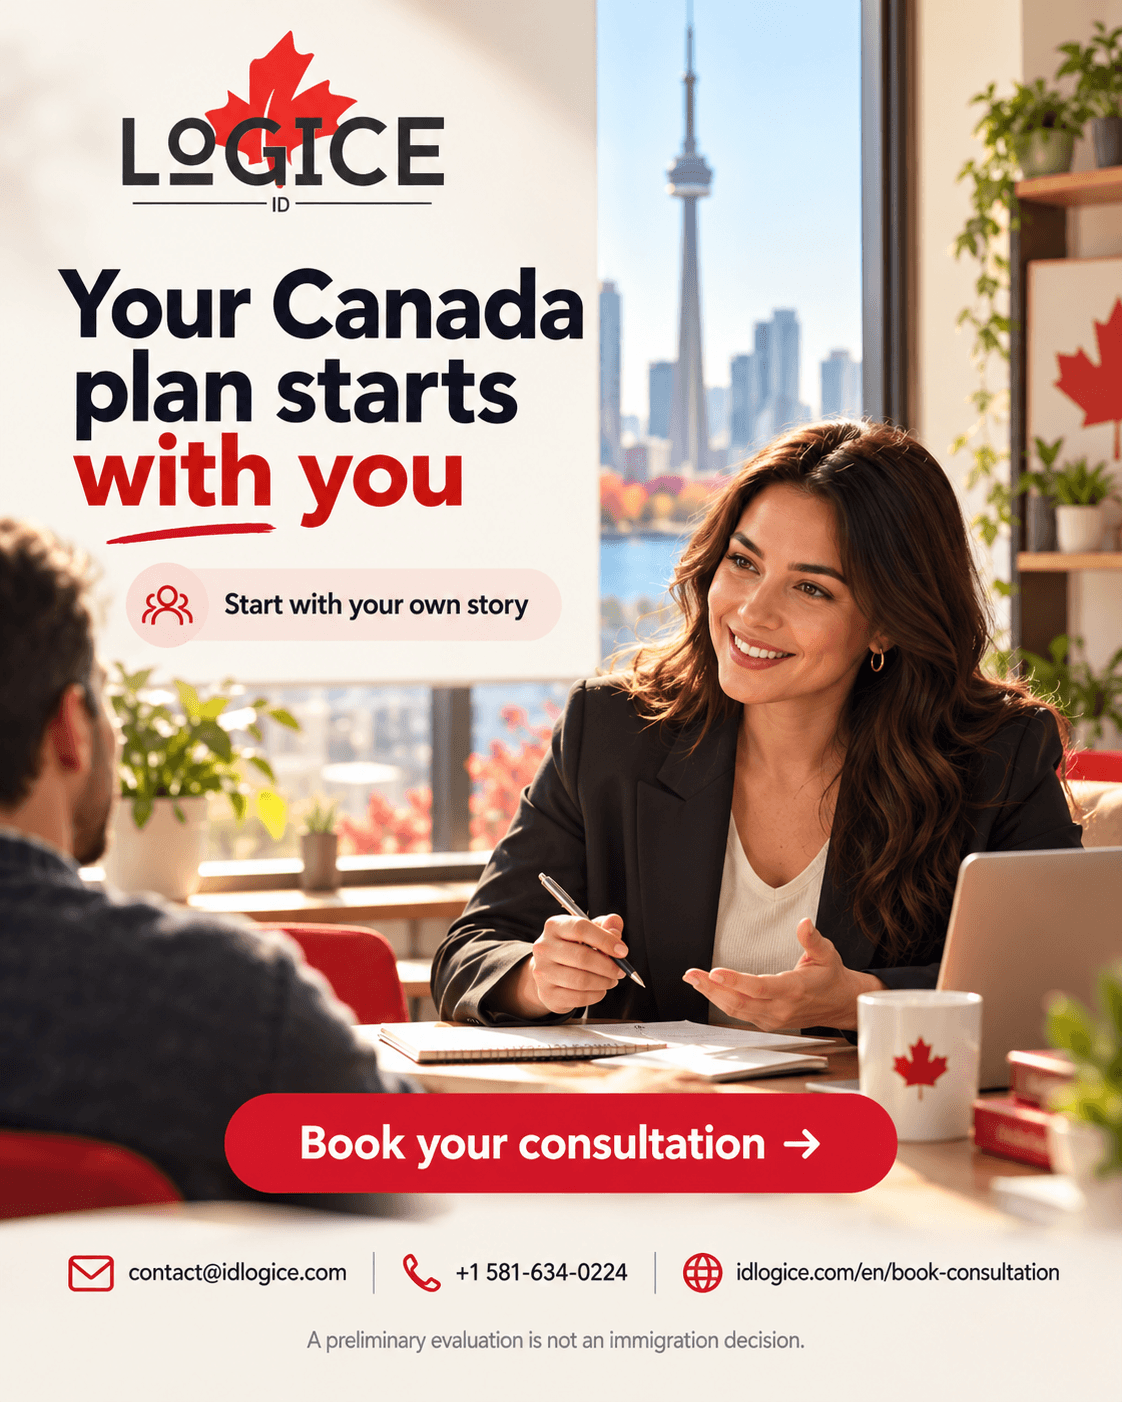 LOGICE
ID
Your Canada
plan starts
with you
Start with your own story
Book your consultation →
contact@idlogice.com
+1 581-634-0224
idlogice.com/en/book-consultation
A preliminary evaluation is not an immigration decision.